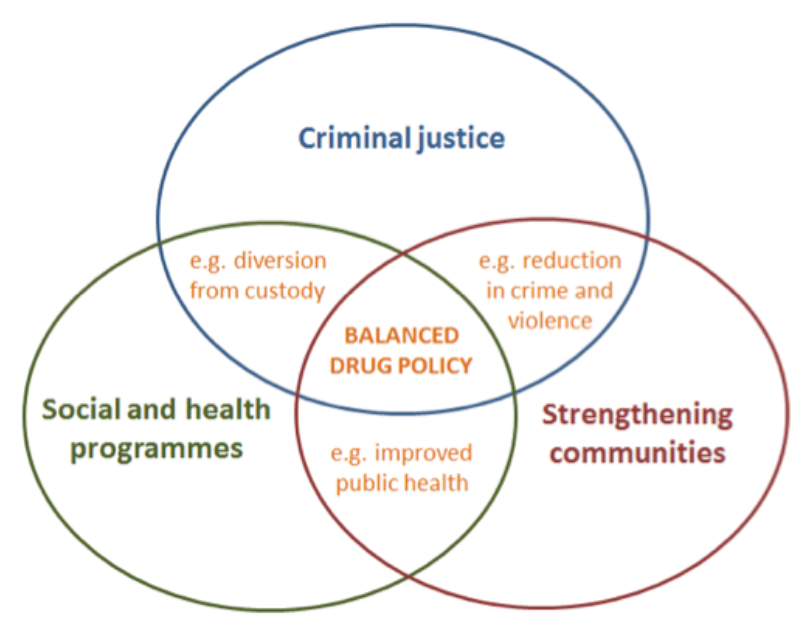 Criminal justice
e.g. diversion
from custody
e.g. reduction
in crime and
violence
BALANCED
DRUG POLICY
Social and health
programmes
Strengthening
communities
e.g. improved
public health